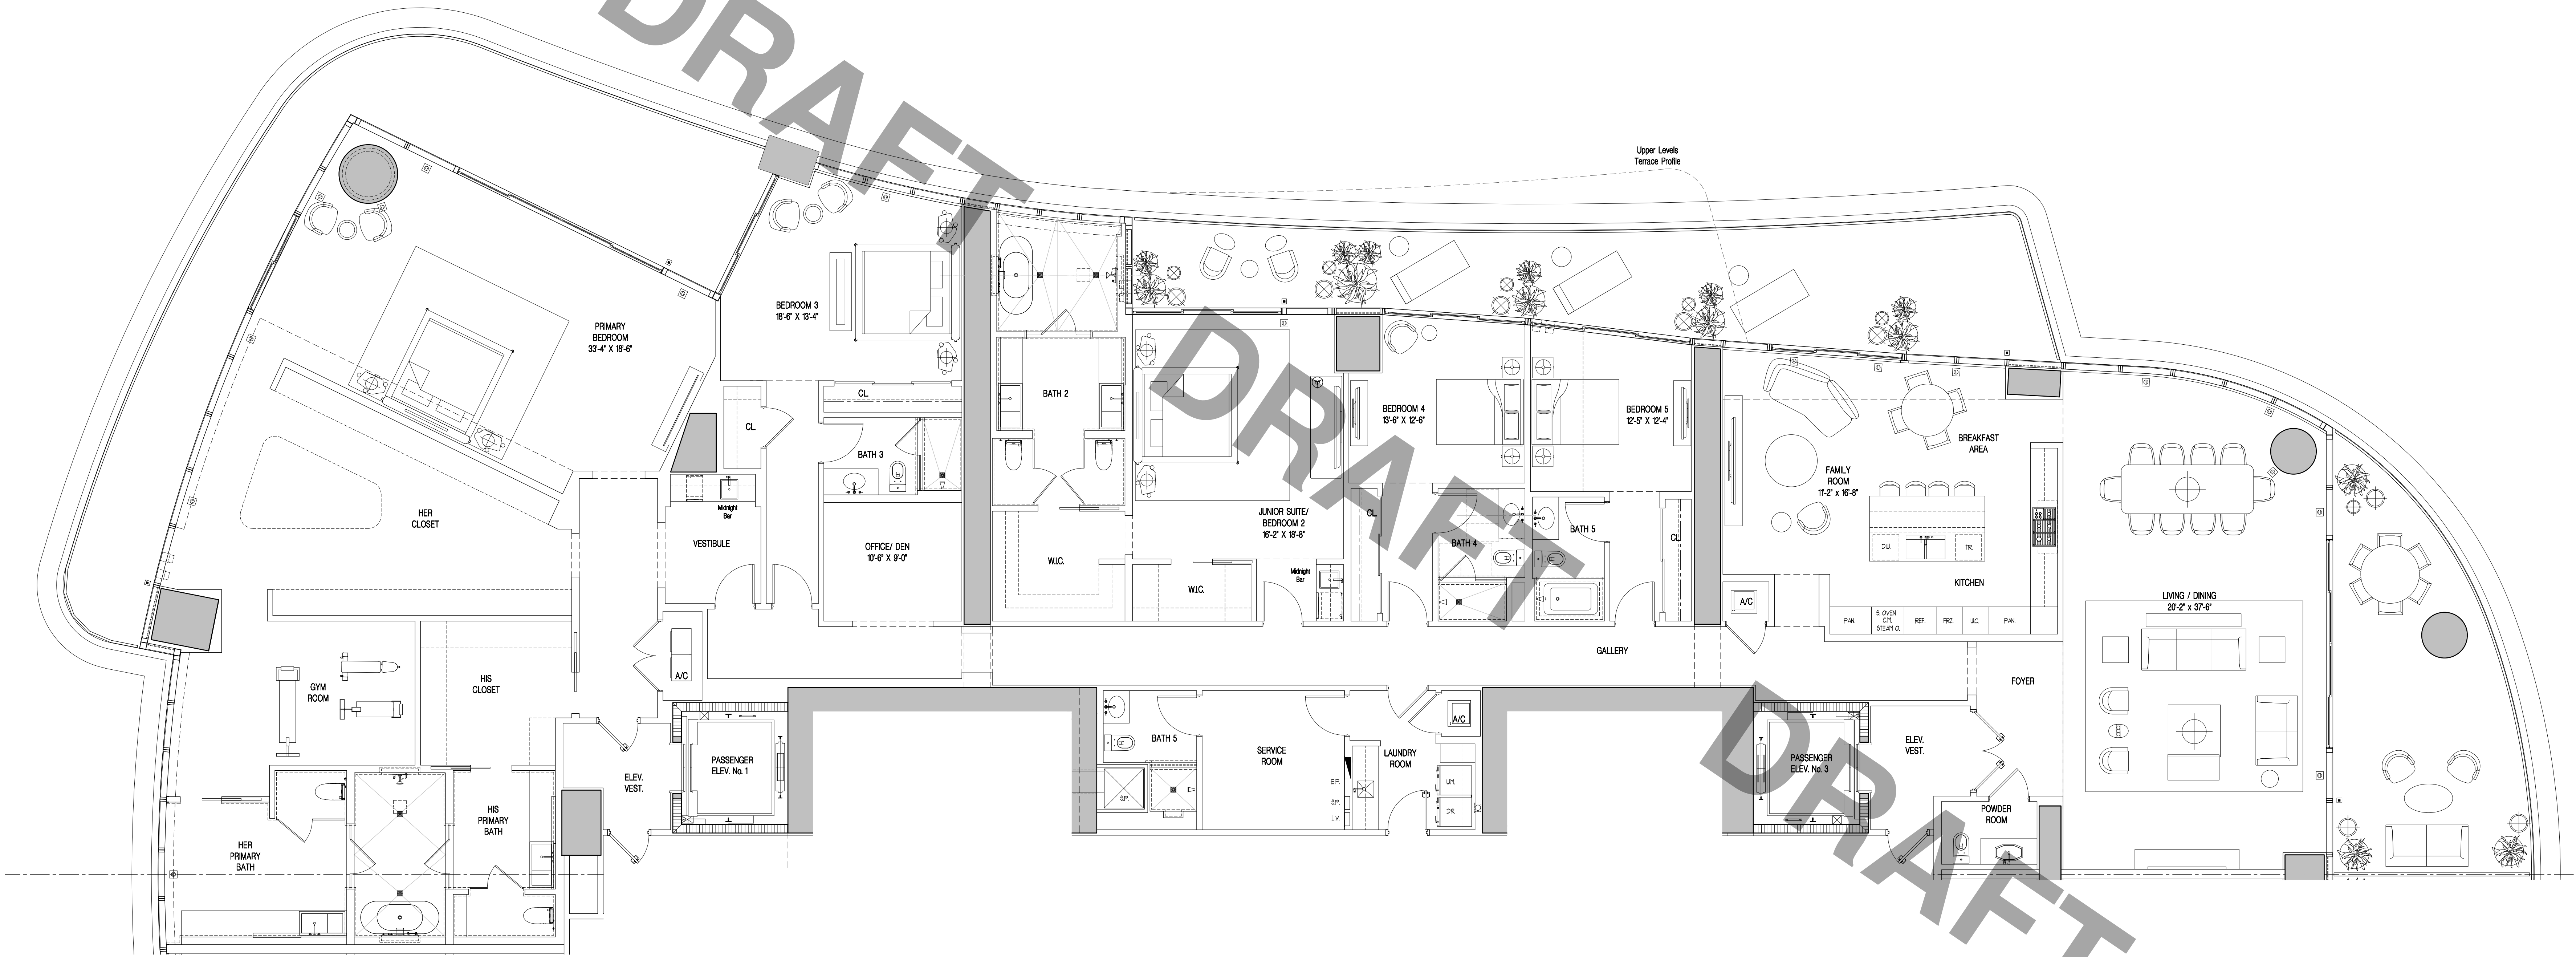 DRAFT
Upper Levels
Terrace Profile
PRIMARY
BEDROOM
33'-4" X 18'-6"
BEDROOM 3
18'-6" X 13'-4"
CL.
CL.
BATH 3
Midnight
Bar
VESTIBULE
OFFICE/ DEN
10'-6" X 9'-0"
HER
CLOSET
BATH 2
W.I.C.
W.I.C.
JUNIOR SUITE/
BEDROOM 2
16'-2" X 18'-8"
Midnight
Bar
DRAFT
BEDROOM 4
13'-6" X 12'-6"
BEDROOM 5
12'-5" X 12'-4"
CL.
BATH 4
BATH 5
CL.
FAMILY
ROOM
11'-2" x 16'-8"
BREAKFAST
AREA
D.W.
TR.
KITCHEN
A/C
PAN.
S. OVEN
C.M.
STEAM O.
REF.
FRZ.
U.C.
PAN.
LIVING / DINING
20'-2" x 37'-6"
GALLERY
FOYER
GYM
ROOM
HIS
CLOSET
A/C
ELEV.
VEST.
PASSENGER
ELEV. No. 1
BATH 5
S.P.
SERVICE
ROOM
E.P.
S.P.
L.V.
LAUNDRY
ROOM
A/C
W.M.
DR.
PASSENGER
ELEV. No. 3
DRAFT
ELEV.
VEST.
POWDER
ROOM
HER
PRIMARY
BATH
HIS
PRIMARY
BATH